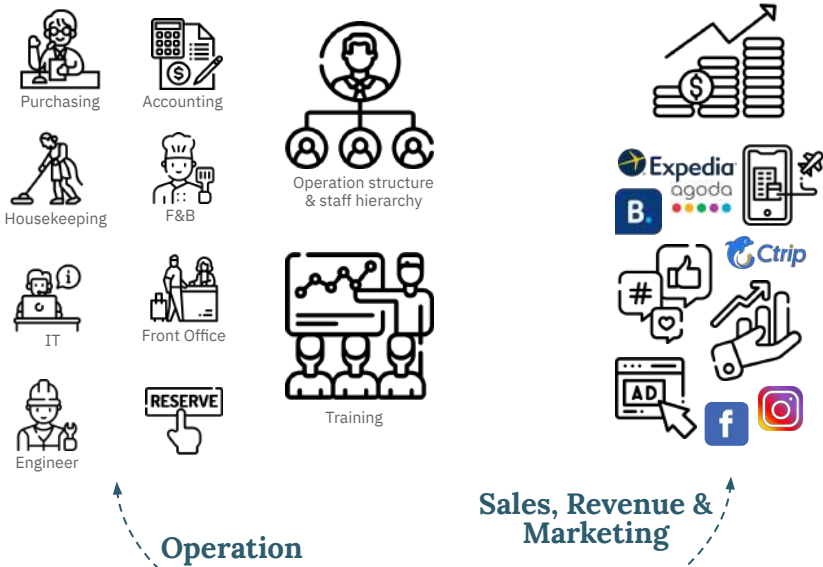 Purchasing
Accounting
Housekeeping
F&B
IT
Front Office
Engineer
RESERVE
Operation structure
& staff hierarchy
Training
Expedia
agoda
B.
Ctrip
#
AD
f
$
$
i
Operation
Sales, Revenue &
Marketing